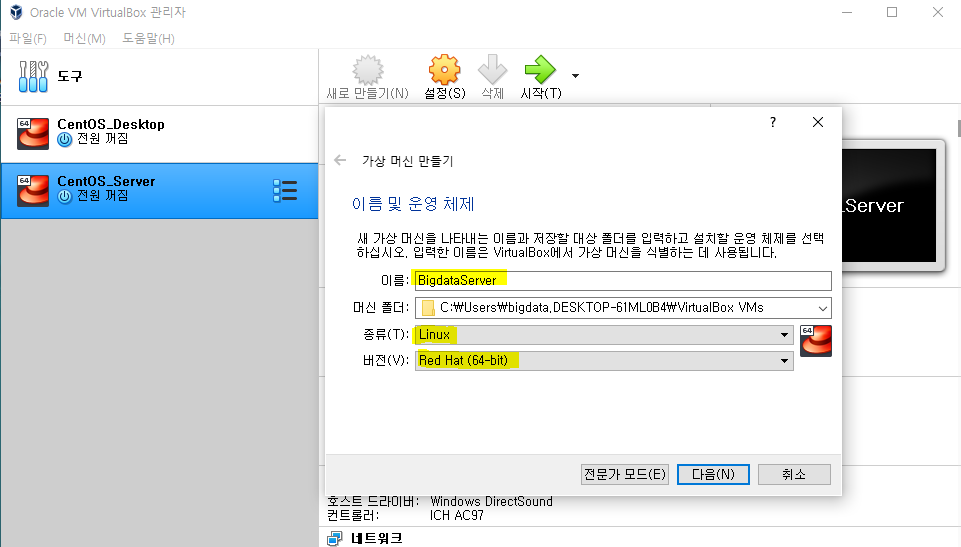 Oracle VM VirtualBox 관리자
파일(F) 머신(M) 도움말(H)
도구
새로 만들기(N) 설정(S) 삭제 시작(T)
64 CentOS_Desktop
전원 꺼짐
64 CentOS_Server
전원 꺼짐
_Server
? 
가상 머신 만들기
이름 및 운영 체제
새 가상 머신을 나타내는 이름과 저장할 대상 폴더를 입력하고 설치할 운영 체제를 선택
하십시오. 입력한 이름은 VirtualBox에서 가상 머신을 식별하는 데 사용됩니다.
이름: BigdataServer
머신 폴더: C:₩Users₩bigdata.DESKTOP-61ML0B4₩VirtualBox VMs
종류(T): Linux
64
버전(V): Red Hat (64-bit)
전문가 모드(E) 다음(N) 취소
호스트 드라이버: Windows DirectSound
컨트롤러: ICH AC97
네트워크